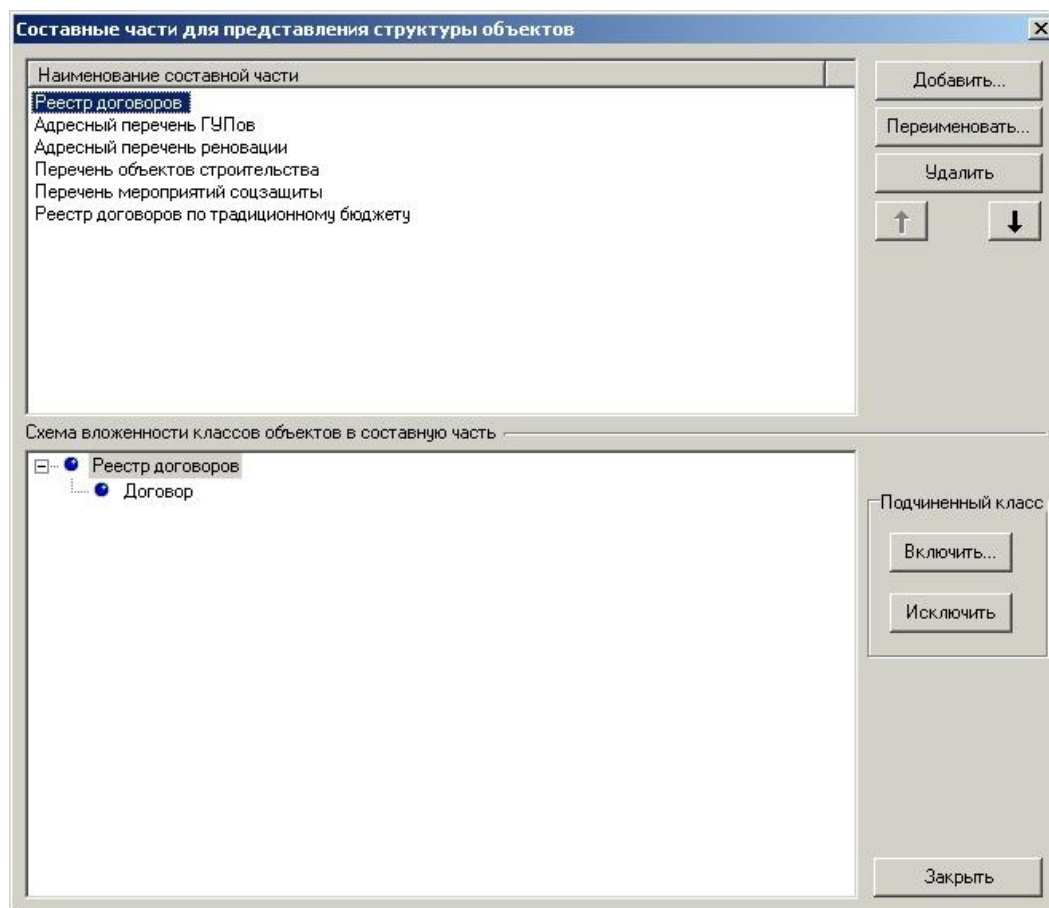 Составные части для представления структуры объектов
Наименование составной части
Реестр договоров
Адресный перечень ГУПов
Адресный перечень реновации
Перечень объектов строительства
Перечень мероприятий соцзащиты
Реестр договоров по традиционному бюджету
Добавить...
Переименовать...
Удалить
Схема вложенности классов объектов в составную часть
Реестр договоров
Договор
Подчиненный класс
Включить...
Исключить
Закрыть